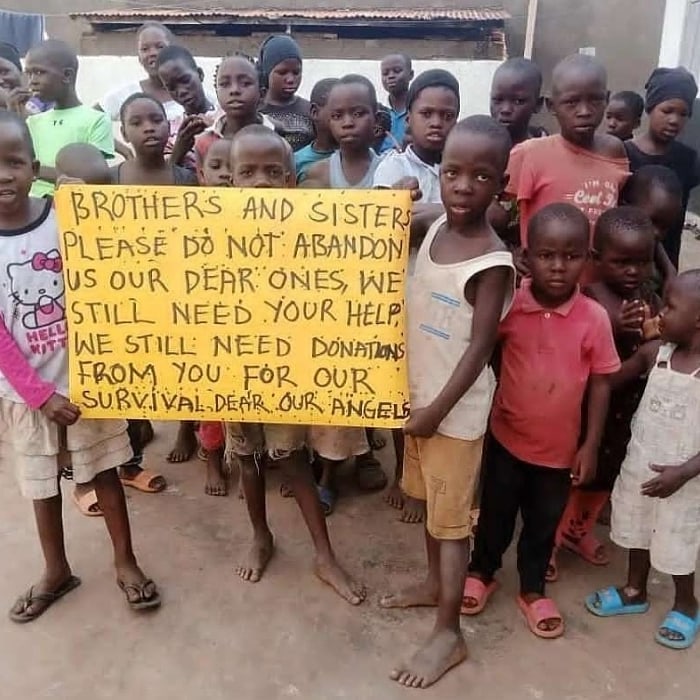 BROTHERS AND SISTERS
PLEASE DO NOT ABANDON
US OUR DEAR ONES, WE
STILL NEED YOUR HELP,
WE STILL NEED DONATIONS
FROM YOU FOR OUR
SURVIVAL DEAR OUR ANGELS
HELLO
KITTY
I'M
Cool